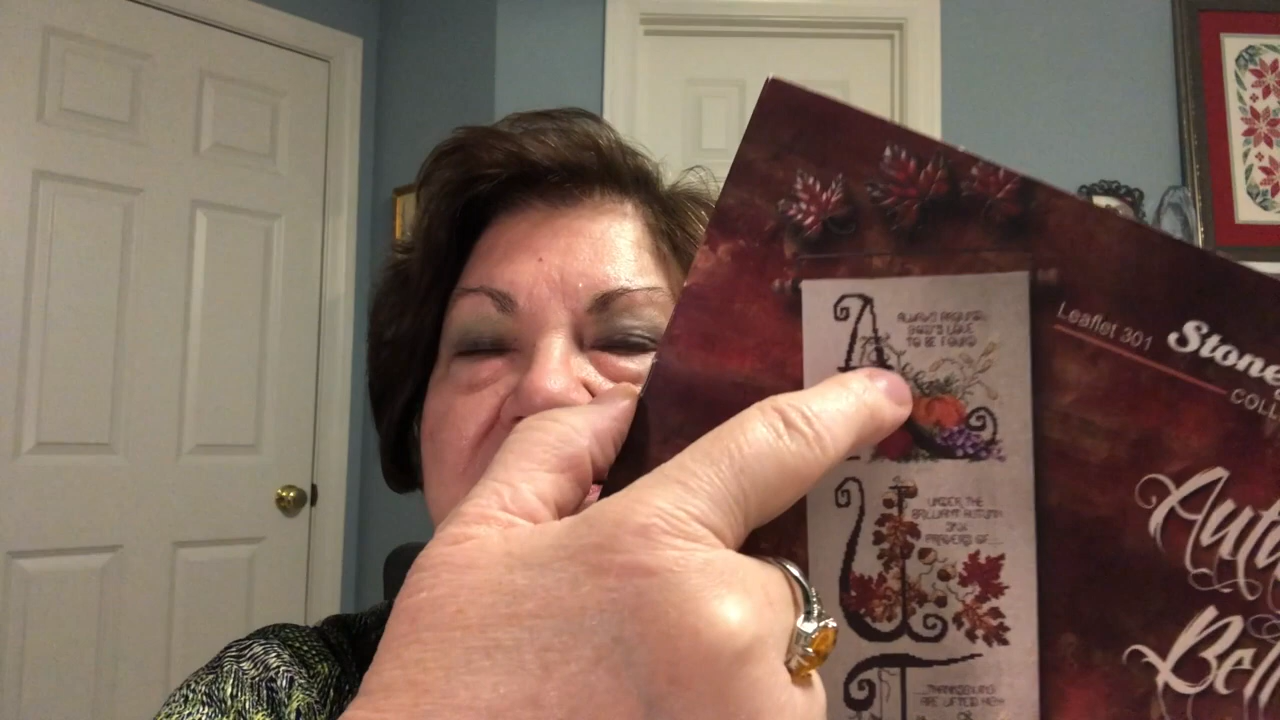 Leaflet 301
Stone
COLL
ALWAYS AROUND
GOD'S LOVE
TO BE FOUND
A
UNDER THE
BRILLIANT AUTUMN
SKY
PRAYERS OF...
U
...THANKSGIVING
ARE LIFTED HIGH
T
Autu
Bell